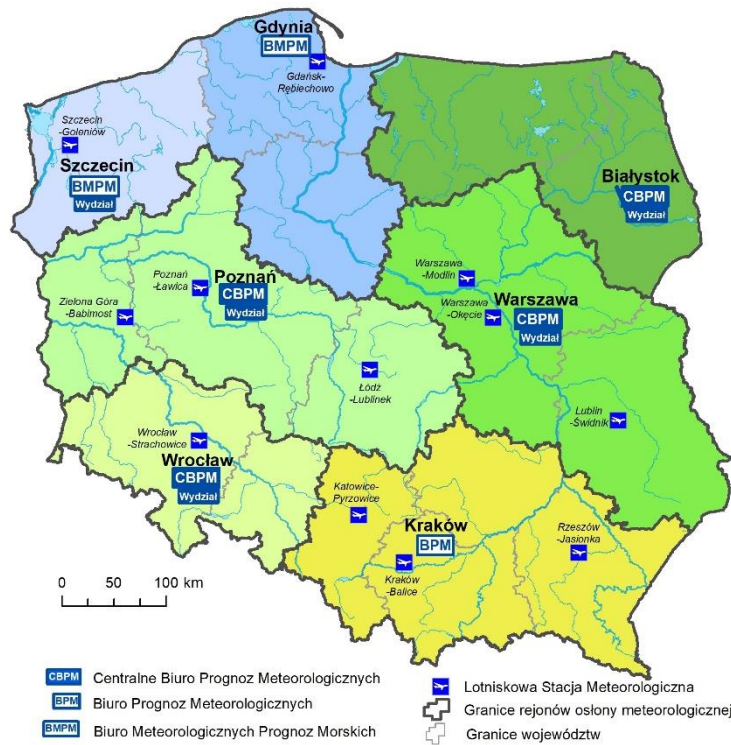 Gdynia
BMPM
Gdańsk-
Rębiechowo
Szczecin
-Goleniów
Szczecin
BMPM
Wydział
Białystok
CBPM
Wydział
Warszawa
-Modlin
Poznań
-Ławica
Poznań
CBPM
Wydział
Warszawa
-Okęcie
Warszawa
CBPM
Wydział
Zielona Góra
-Babimost
Łódź
-Lublinek
Lublin
-Świdnik
Wrocław
-Strachowice
Wrocław
CBPM
Wydział
Katowice-
Pyrzowice
Kraków
BPM
Rzeszów
-Jasionka
Kraków
-Balice
0 50 100 km
CBPM Centralne Biuro Prognoz Meteorologicznych
BPM Biuro Prognoz Meteorologicznych
BMPM Biuro Meteorologicznych Prognoz Morskich
Lotniskowa Stacja Meteorologiczna
Granice rejonów osłony meteorologicznej
Granice województw